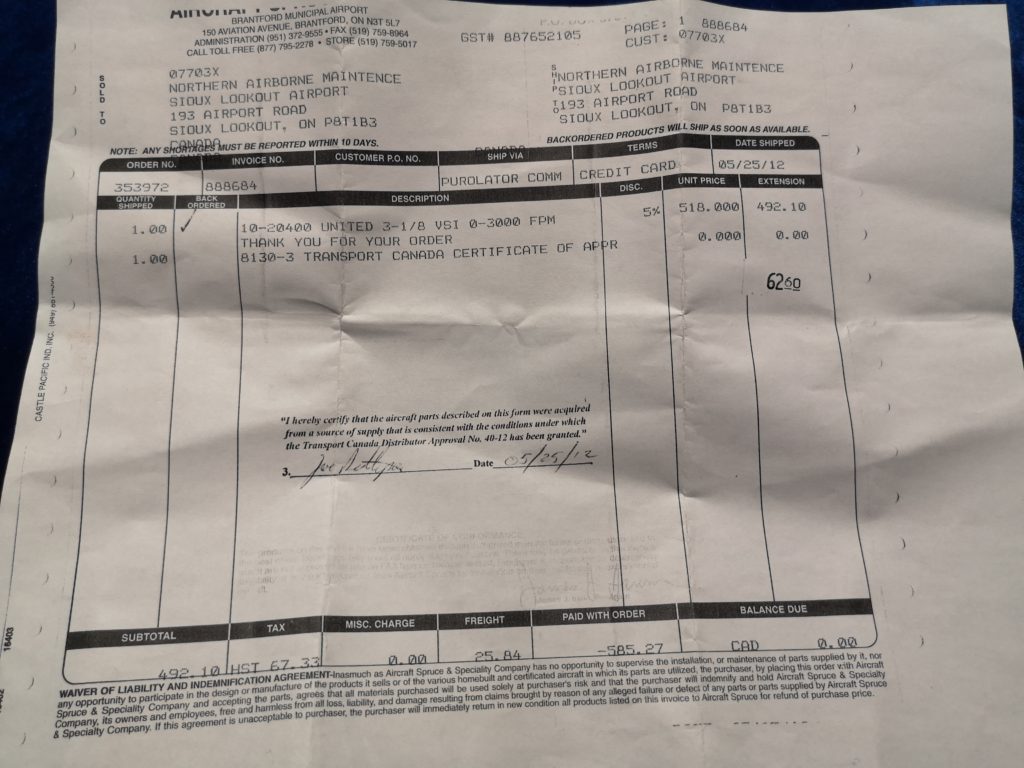 BRANTFORD MUNICIPAL AIRPORT
150 AVIATION AVENUE, BRANTFORD, ON N3T 5L7
ADMINISTRATION (951) 372-9555 • FAX (519) 759-8964
CALL TOLL FREE (877) 795-2278 • STORE (519) 759-5017
GST# 887652105
PAGE: 1 888684
CUST: 07703X
SOLD TO
07703X
NORTHERN AIRBORNE MAINTENCE
SIOUX LOOKOUT AIRPORT
193 AIRPORT ROAD
SIOUX LOOKOUT, ON P8T1B3
CANADA
SHIP TO
NORTHERN AIRBORNE MAINTENCE
SIOUX LOOKOUT AIRPORT
193 AIRPORT ROAD
SIOUX LOOKOUT, ON P8T1B3
CANADA
NOTE: ANY SHORTAGES MUST BE REPORTED WITHIN 10 DAYS.
BACKORDERED PRODUCTS WILL SHIP AS SOON AS AVAILABLE.
ORDER NO. INVOICE NO. CUSTOMER P.O. NO. SHIP VIA TERMS DATE SHIPPED
353972 888684 PUROLATOR COMM CREDIT CARD 05/25/12
QUANTITY SHIPPED BACK ORDERED DESCRIPTION DISC. UNIT PRICE EXTENSION
1.00 ✓ 10-20400 UNITED 3-1/8 VSI 0-3000 FPM 5% 518.000 492.10
THANK YOU FOR YOUR ORDER
1.00 8130-3 TRANSPORT CANADA CERTIFICATE OF APPR 0.000 0.00
6260
CASTLE PACIFIC IND. INC.
"I hereby certify that the aircraft parts described on this form were acquired
from a source of supply that is consistent with the conditions under which
the Transport Canada Distributor Approval No. 40-12 has been granted."
3. Date 05/25/12
SUBTOTAL TAX MISC. CHARGE FREIGHT PAID WITH ORDER BALANCE DUE
492.10 HST 67.33 0.00 25.84 -585.27 CAD 0.00
16403
WAIVER OF LIABILITY AND INDEMNIFICATION AGREEMENT-Inasmuch as Aircraft Spruce & Speciality Company has no opportunity to supervise the installation, or maintenance of parts supplied by it, nor
any opportunity to participate in the design or manufacture of the products it sells or of the various homebuilt and certificated aircraft in which its parts are utilized, the purchaser, by placing this order with Aircraft
Spruce & Speciality Company and accepting the parts, agrees that all materials purchased will be used solely at purchaser's risk and that the purchaser will indemnify and hold Aircraft Spruce & Specialty
Company, its owners and employees, free and harmless from all loss, liability, and damage resulting from claims brought by reason of any alleged failure or defect of any parts or parts supplied by Aircraft Spruce
& Specialty Company. If this agreement is unacceptable to purchaser, the purchaser will immediately return in new condition all products listed on this invoice to Aircraft Spruce for refund of purchase price.